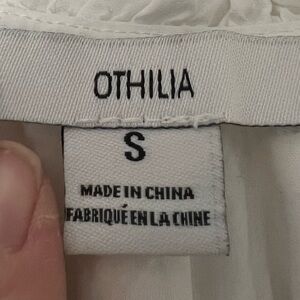 OTHILIA
S
MADE IN CHINA
FABRIQUÉ EN LA CHINE